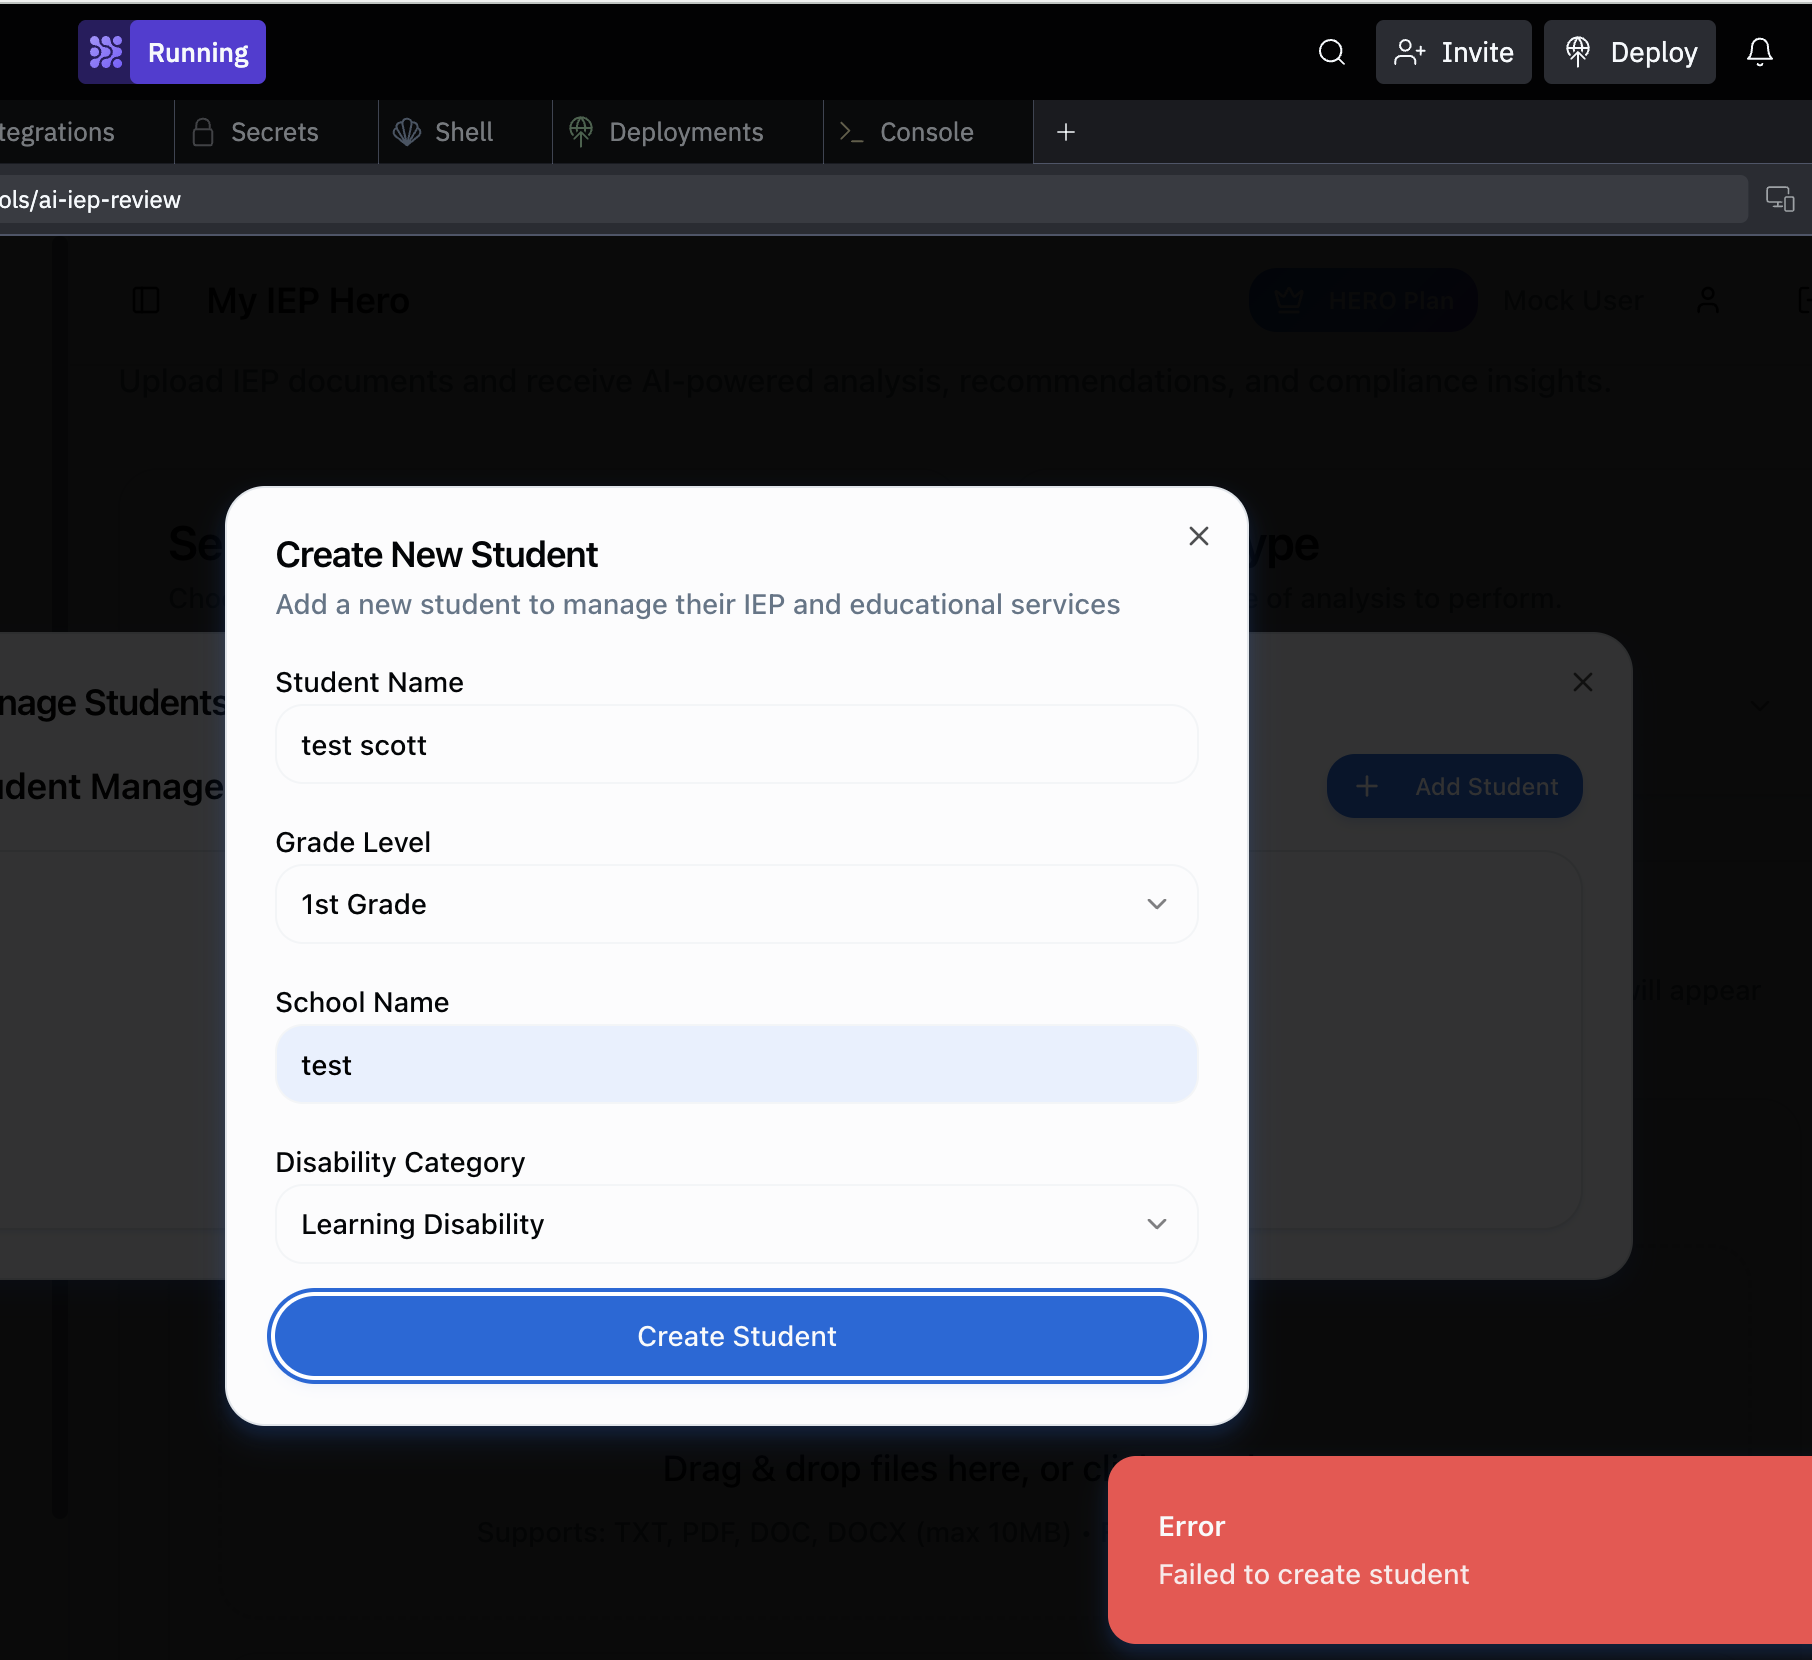 Running
Invite
Deploy
tegrations
Secrets
Shell
Deployments
Console
ols/ai-iep-review
My IEP Hero
HERO Plan
Mock User
Upload IEP documents and receive AI-powered analysis, recommendations, and compliance insights.
Se
ype
Cho
e of analysis to perform.
Create New Student
Add a new student to manage their IEP and educational services
Student Name
test scott
Grade Level
1st Grade
School Name
test
Disability Category
Learning Disability
Create Student
nage Students
udent Manage
Add Student
will appear
Drag & drop files here, or cli
Supports: TXT, PDF, DOC, DOCX (max 10MB) •
Error
Failed to create student